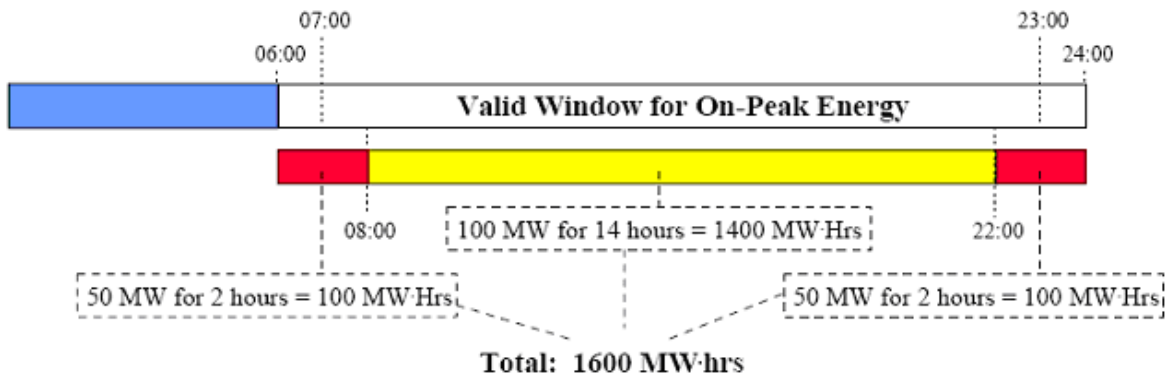 07:00
23:00
06:00
24:00
Valid Window for On-Peak Energy
100 MW for 14 hours = 1400 MW·Hrs
08:00
22:00
50 MW for 2 hours = 100 MW·Hrs
50 MW for 2 hours = 100 MW·Hrs
Total: 1600 MW·hrs